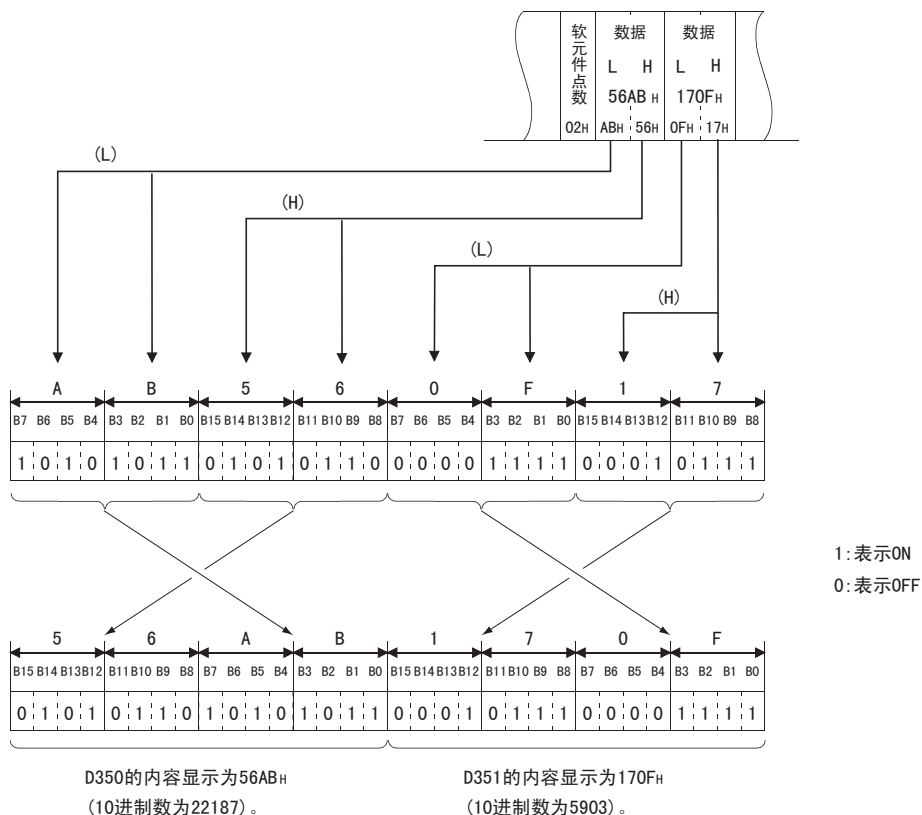 软元件点数 数据 数据
L H L H
56ABH 170FH
02H ABH 56H 0FH 17H
(L)
(H)
(L)
(H)
A B 5 6 0 F 1 7
B7 B6 B5 B4 B3 B2 B1 B0 B15 B14 B13 B12 B11 B10 B9 B8 B7 B6 B5 B4 B3 B2 B1 B0 B15 B14 B13 B12 B11 B10 B9 B8
1 0 1 0 1 0 1 1 0 1 0 1 0 1 1 0 0 0 0 0 1 1 1 1 0 0 0 1 0 1 1 1
1:表示ON
0:表示OFF
5 6 A B 1 7 0 F
B15 B14 B13 B12 B11 B10 B9 B8 B7 B6 B5 B4 B3 B2 B1 B0 B15 B14 B13 B12 B11 B10 B9 B8 B7 B6 B5 B4 B3 B2 B1 B0
0 1 0 1 0 1 1 0 1 0 1 0 1 0 1 1 0 0 0 1 0 1 1 1 0 0 0 0 1 1 1 1
D350的内容显示为56ABH D351的内容显示为170FH
(10进制数为22187)。 (10进制数为5903)。